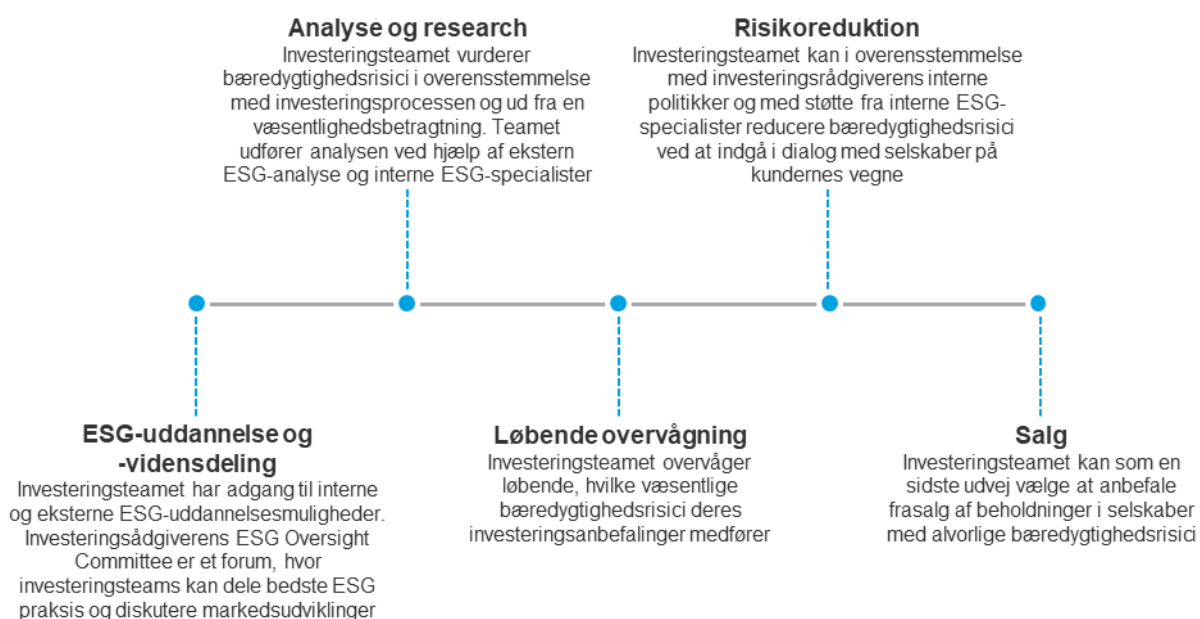 Analyse og research
Investeringsteamet vurderer
bæredygtighedsrisici i overensstemmelse
med investeringsprocessen og ud fra en
væsentlighedsbetragtning. Teamet
udfører analysen ved hjælp af ekstern
ESG-analyse og interne ESG-specialister
Risikoreduktion
Investeringsteamet kan i overensstemmelse
med investeringsrådgiverens interne
politikker og med støtte fra interne ESG-
specialister reducere bæredygtighedsrisici
ved at indgå i dialog med selskaber på
kundernes vegne
ESG-uddannelse og
-vidensdeling
Investeringsteamet har adgang til interne
og eksterne ESG-uddannelsesmuligheder.
Investeringsådgiverens ESG Oversight
Committee er et forum, hvor
investeringsteams kan dele bedste ESG
praksis og diskutere markedsudviklinger
Løbende overvågning
Investeringsteamet overvåger
løbende, hvilke væsentlige
bæredygtighedsrisici deres
investeringsanbefalinger medfører
Salg
Investeringsteamet kan som en
sidste udvej vælge at anbefale
frasalg af beholdninger i selskaber
med alvorlige bæredygtighedsrisici